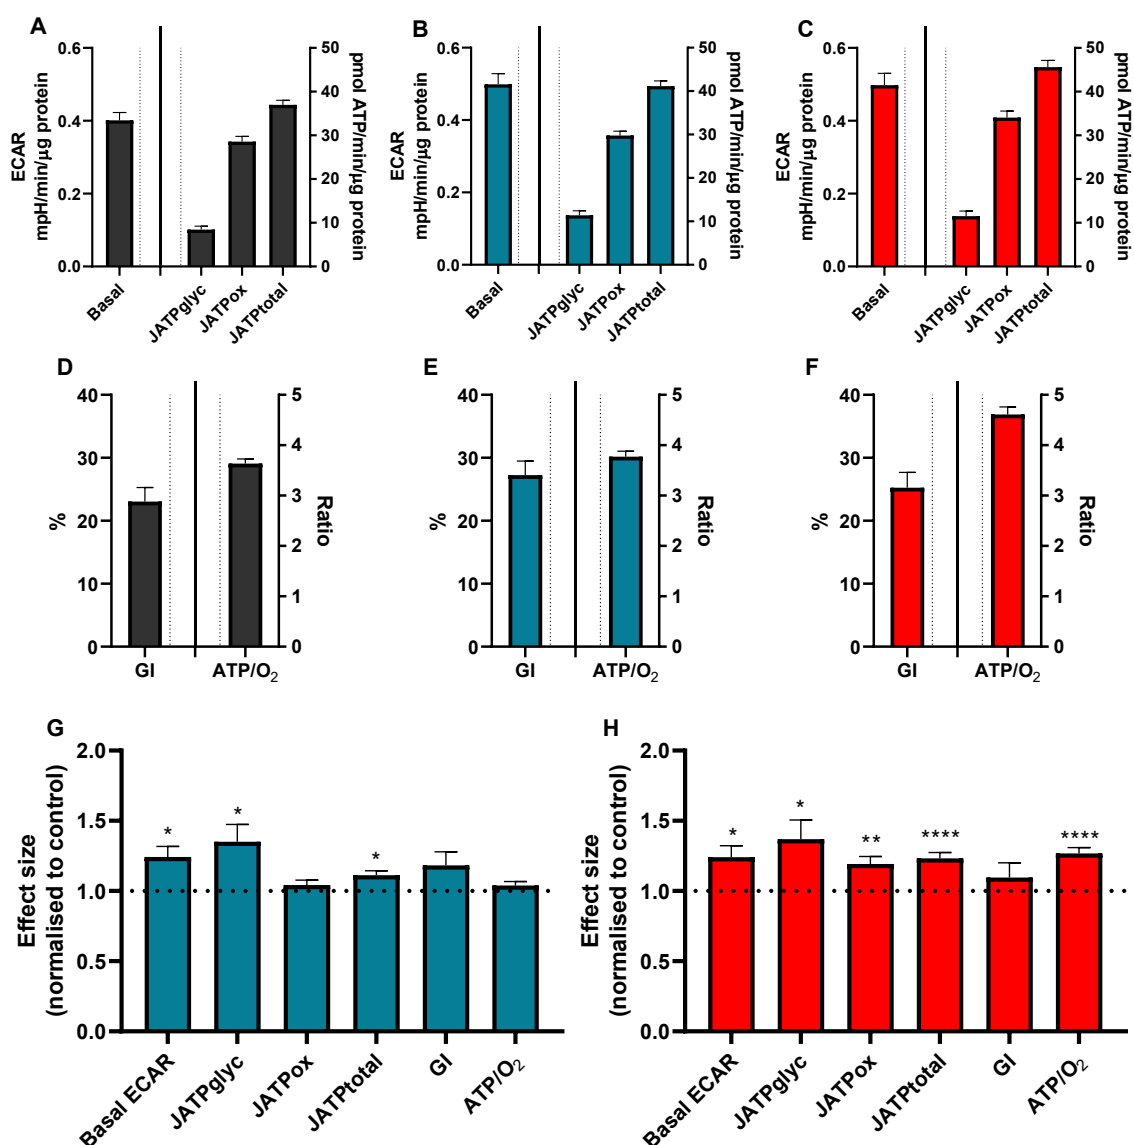 A
0.6
0.4
0.2
0.0
ECAR
mpH/min/μg protein
50
40
30
20
10
0
pmol ATP/min/μg protein
Basal
JATPglyc
JATPox
JATPtotal
B
0.6
0.4
0.2
0.0
ECAR
mpH/min/μg protein
50
40
30
20
10
0
pmol ATP/min/μg protein
Basal
JATPglyc
JATPox
JATPtotal
C
0.6
0.4
0.2
0.0
ECAR
mpH/min/μg protein
50
40
30
20
10
0
pmol ATP/min/μg protein
Basal
JATPglyc
JATPox
JATPtotal
D
40
30
20
10
0
%
5
4
3
2
1
0
Ratio
GI
ATP/O₂
E
40
30
20
10
0
%
5
4
3
2
1
0
Ratio
GI
ATP/O₂
F
40
30
20
10
0
%
5
4
3
2
1
0
Ratio
GI
ATP/O₂
G
2.0
1.5
1.0
0.5
0.0
Effect size
(normalised to control)
*
*
*
Basal ECAR
JATPglyc
JATPox
JATPtotal
GI
ATP/O₂
H
2.0
1.5
1.0
0.5
0.0
Effect size
(normalised to control)
*
*
**
****
****
Basal ECAR
JATPglyc
JATPox
JATPtotal
GI
ATP/O₂